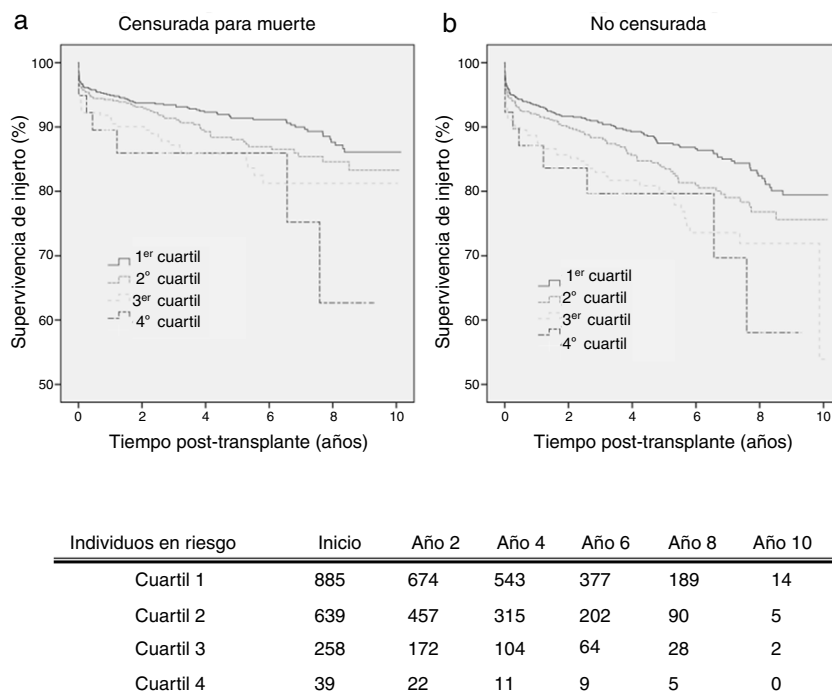 a
Censurada para muerte
Supervivencia de injerto (%)
100
90
80
70
60
50
1er cuartil
2° cuartil
3er cuartil
4° cuartil
0 2 4 6 8 10
Tiempo post-transplante (años)
b
No censurada
Supervivencia de injerto (%)
100
90
80
70
60
50
1er cuartil
2° cuartil
3er cuartil
4° cuartil
0 2 4 6 8 10
Tiempo post-transplante (años)
Individuos en riesgo Inicio Año 2 Año 4 Año 6 Año 8 Año 10
Cuartil 1 885 674 543 377 189 14
Cuartil 2 639 457 315 202 90 5
Cuartil 3 258 172 104 64 28 2
Cuartil 4 39 22 11 9 5 0